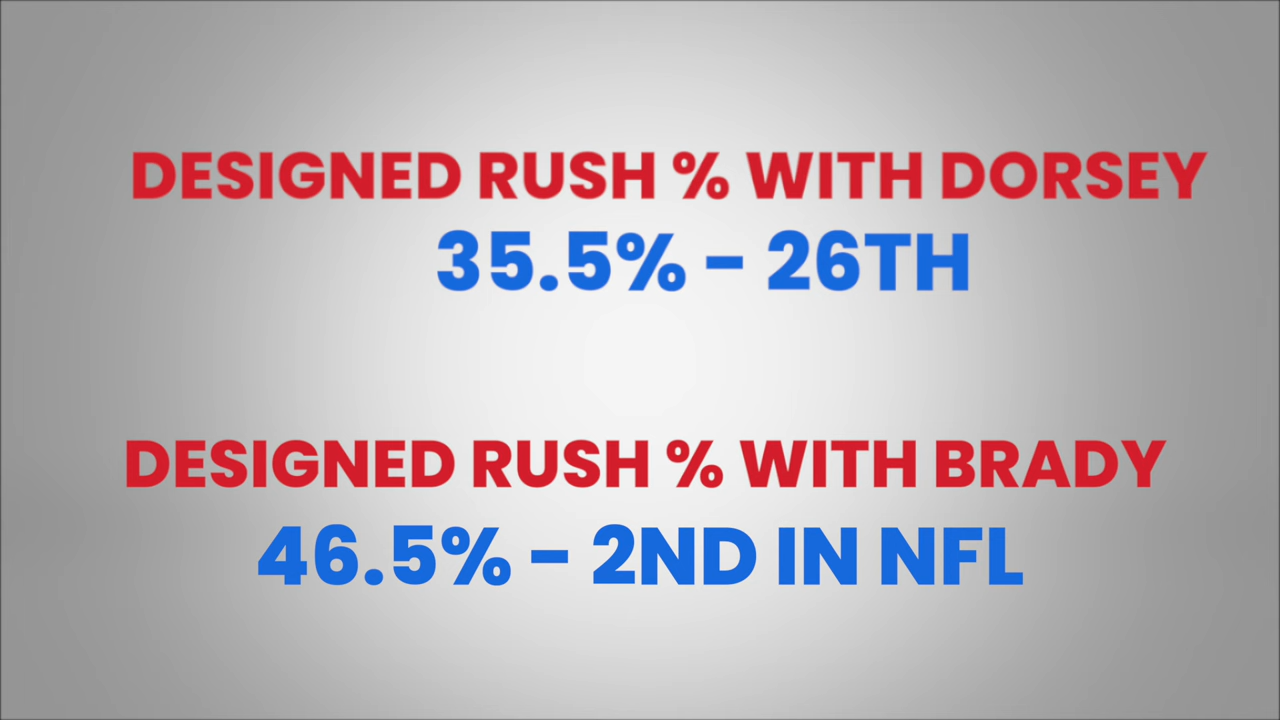 DESIGNED RUSH % WITH DORSEY
35.5% - 26TH
DESIGNED RUSH % WITH BRADY
46.5% - 2ND IN NFL